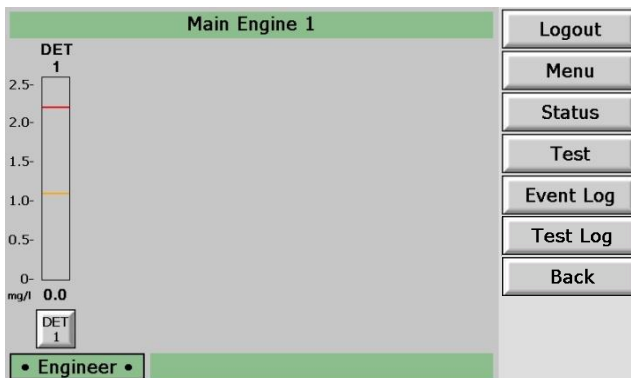 Main Engine 1
DET
1
2.5-
2.0-
1.5-
1.0-
0.5-
0-
mg/l 0.0
DET
1
• Engineer •
Logout
Menu
Status
Test
Event Log
Test Log
Back